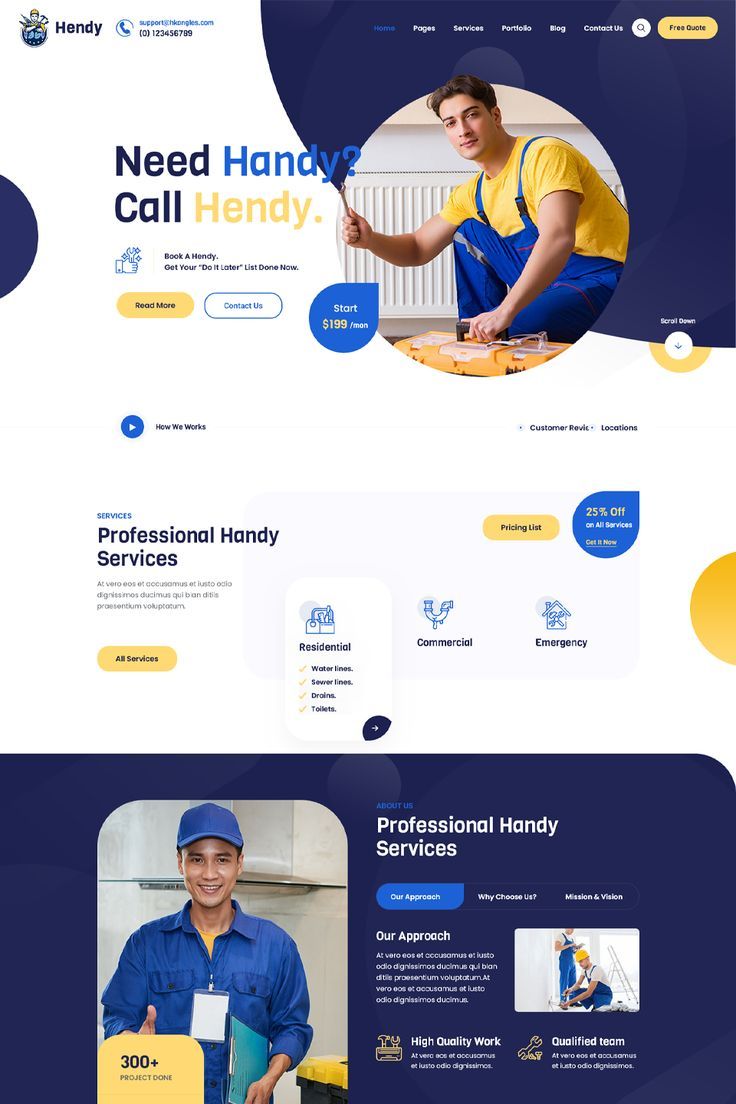 Hendy
support@hkongles.com
(0) 123456789
Home
Pages
Services
Portfolio
Blog
Contact Us
Free Quote
Need Handy?
Call Hendy.
Book A Hendy.
Get Your “Do It Later” List Done Now.
Read More
Contact Us
Start
$199 /mon
Scroll Down
How We Works
Customer Revie
Locations
SERVICES
Professional Handy
Services
At vero eos et accusamus et iusto odio
dignissimos ducimus qui bian ditiis
praesentium voluptatum.
All Services
Pricing List
25% Off
on All Services
Get It Now
Residential
Water lines.
Sewer lines.
Drains.
Toilets.
Commercial
Emergency
ABOUT US
Professional Handy
Services
Our Approach
Why Choose Us?
Mission & Vision
Our Approach
At vero eos et accusamus et iusto
odio dignissimos ducimus qui bian
ditiis praesentium voluptatum.At
vero eos et accusamus et iusto
odio dignissimos ducimus.
High Quality Work
At vero eos et accusamus
et iusto odio dignissimos.
Qualified team
At vero eos et accusamus
et iusto odio dignissimos.
300+
PROJECT DONE